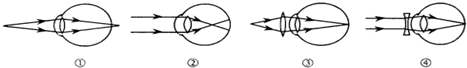 ① ② ③ ④